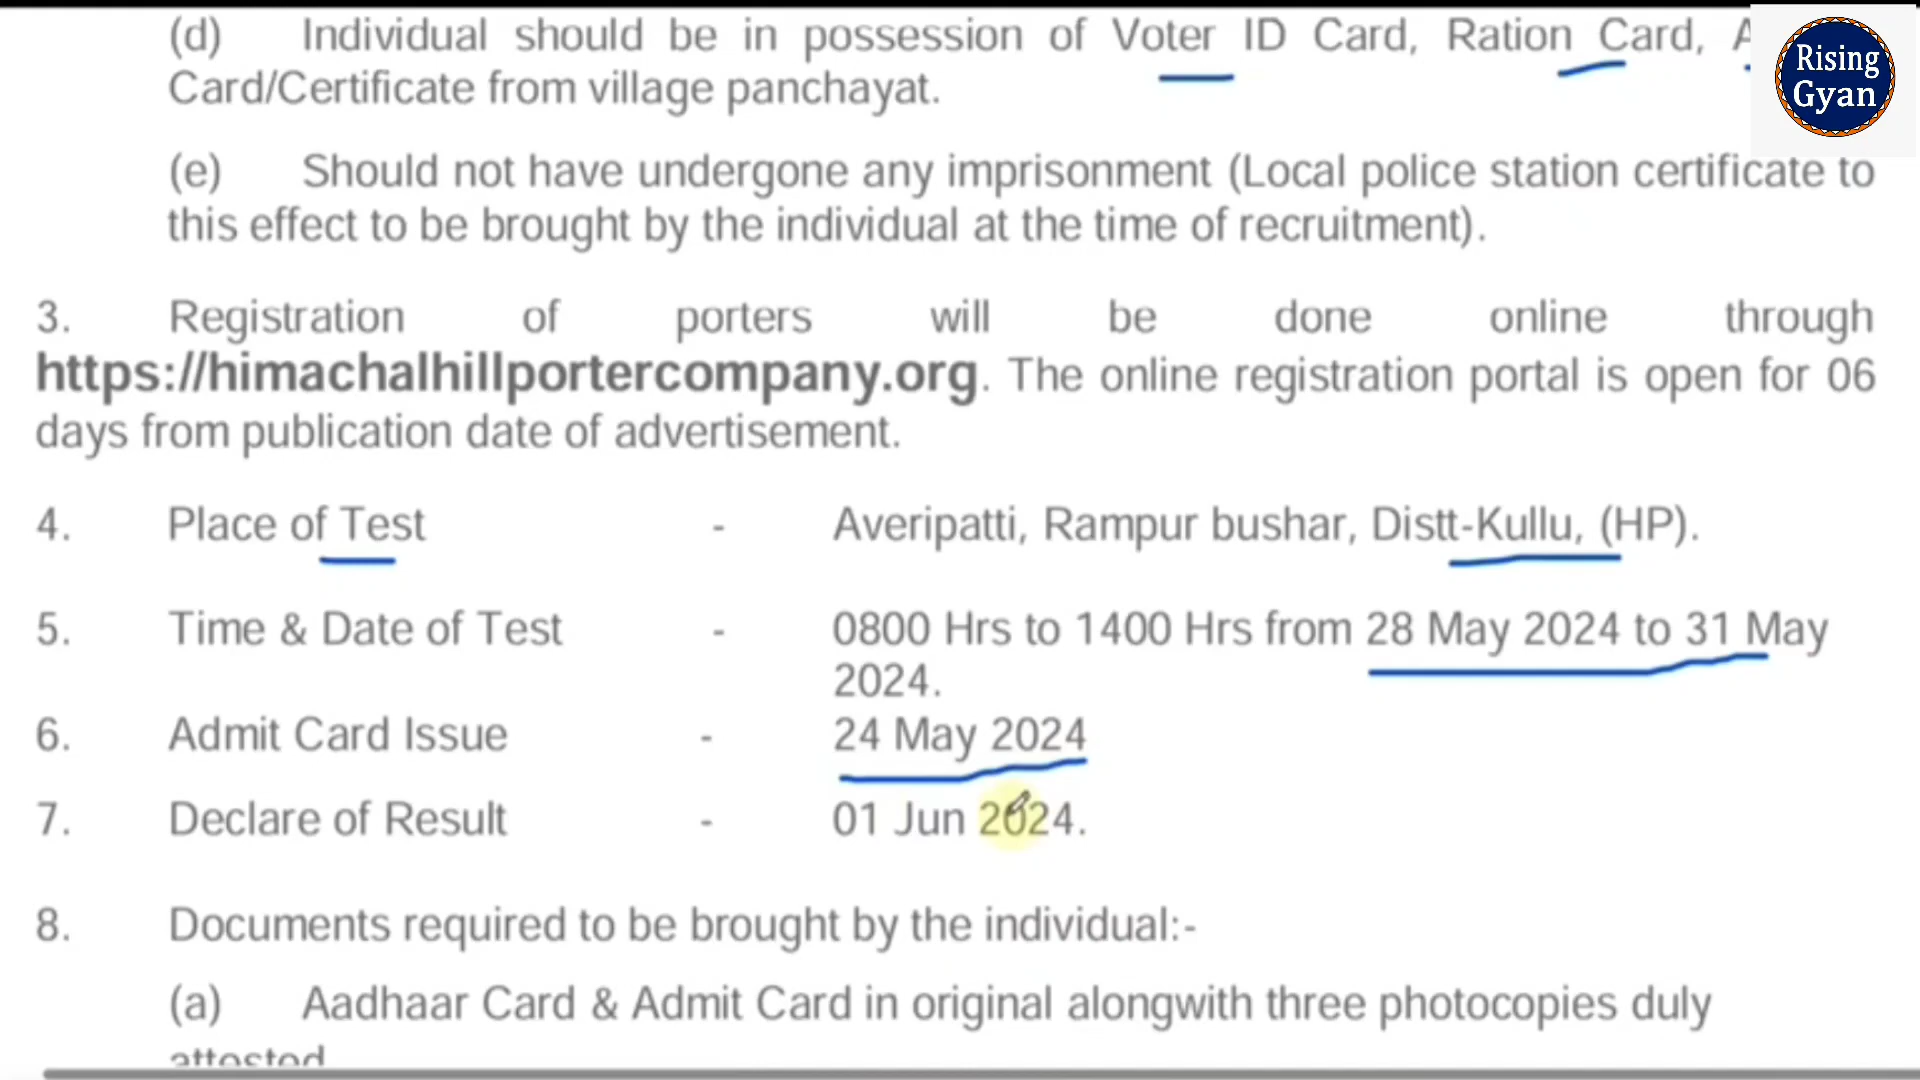 (d) Individual should be in possession of Voter ID Card, Ration Card,
Card/Certificate from village panchayat.
(e) Should not have undergone any imprisonment (Local police station certificate to
this effect to be brought by the individual at the time of recruitment).
3. Registration of porters will be done online through
https://himachalhillportercompany.org. The online registration portal is open for 06
days from publication date of advertisement.
4. Place of Test - Averipatti, Rampur bushar, Distt-Kullu, (HP).
5. Time & Date of Test - 0800 Hrs to 1400 Hrs from 28 May 2024 to 31 May
2024.
6. Admit Card Issue - 24 May 2024
7. Declare of Result - 01 Jun 2024.
8. Documents required to be brought by the individual:-
(a) Aadhaar Card & Admit Card in original alongwith three photocopies duly
attested
Rising
Gyan